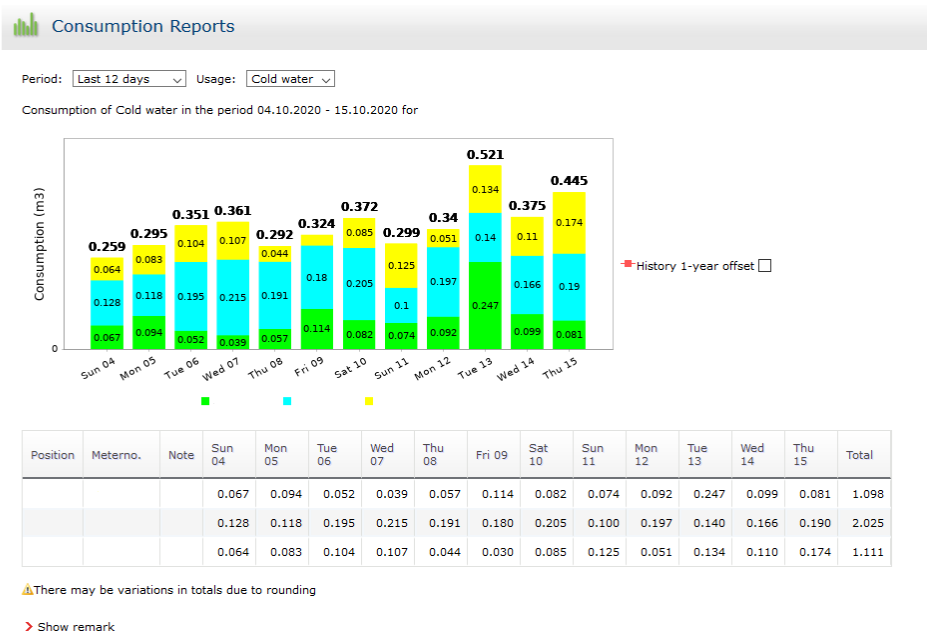 Consumption Reports
Period: Last 12 days Usage: Cold water
Consumption of Cold water in the period 04.10.2020 - 15.10.2020 for
Consumption (m3)
0.259 0.295 0.351 0.361 0.292 0.324 0.372 0.299 0.34 0.521 0.375 0.445
0.064 0.083 0.104 0.107 0.044 0.085 0.125 0.051 0.134 0.11 0.174
0.128 0.118 0.195 0.215 0.191 0.18 0.205 0.1 0.197 0.14 0.166 0.19
0.067 0.094 0.052 0.039 0.057 0.114 0.082 0.074 0.092 0.247 0.099 0.081
0
Sun 04 Mon 05 Tue 06 Wed 07 Thu 08 Fri 09 Sat 10 Sun 11 Mon 12 Tue 13 Wed 14 Thu 15
History 1-year offset
Position Meterno. Note Sun 04 Mon 05 Tue 06 Wed 07 Thu 08 Fri 09 Sat 10 Sun 11 Mon 12 Tue 13 Wed 14 Thu 15 Total
0.067 0.094 0.052 0.039 0.057 0.114 0.082 0.074 0.092 0.247 0.099 0.081 1.098
0.128 0.118 0.195 0.215 0.191 0.180 0.205 0.100 0.197 0.140 0.166 0.190 2.025
0.064 0.083 0.104 0.107 0.044 0.030 0.085 0.125 0.051 0.134 0.110 0.174 1.111
There may be variations in totals due to rounding
Show remark